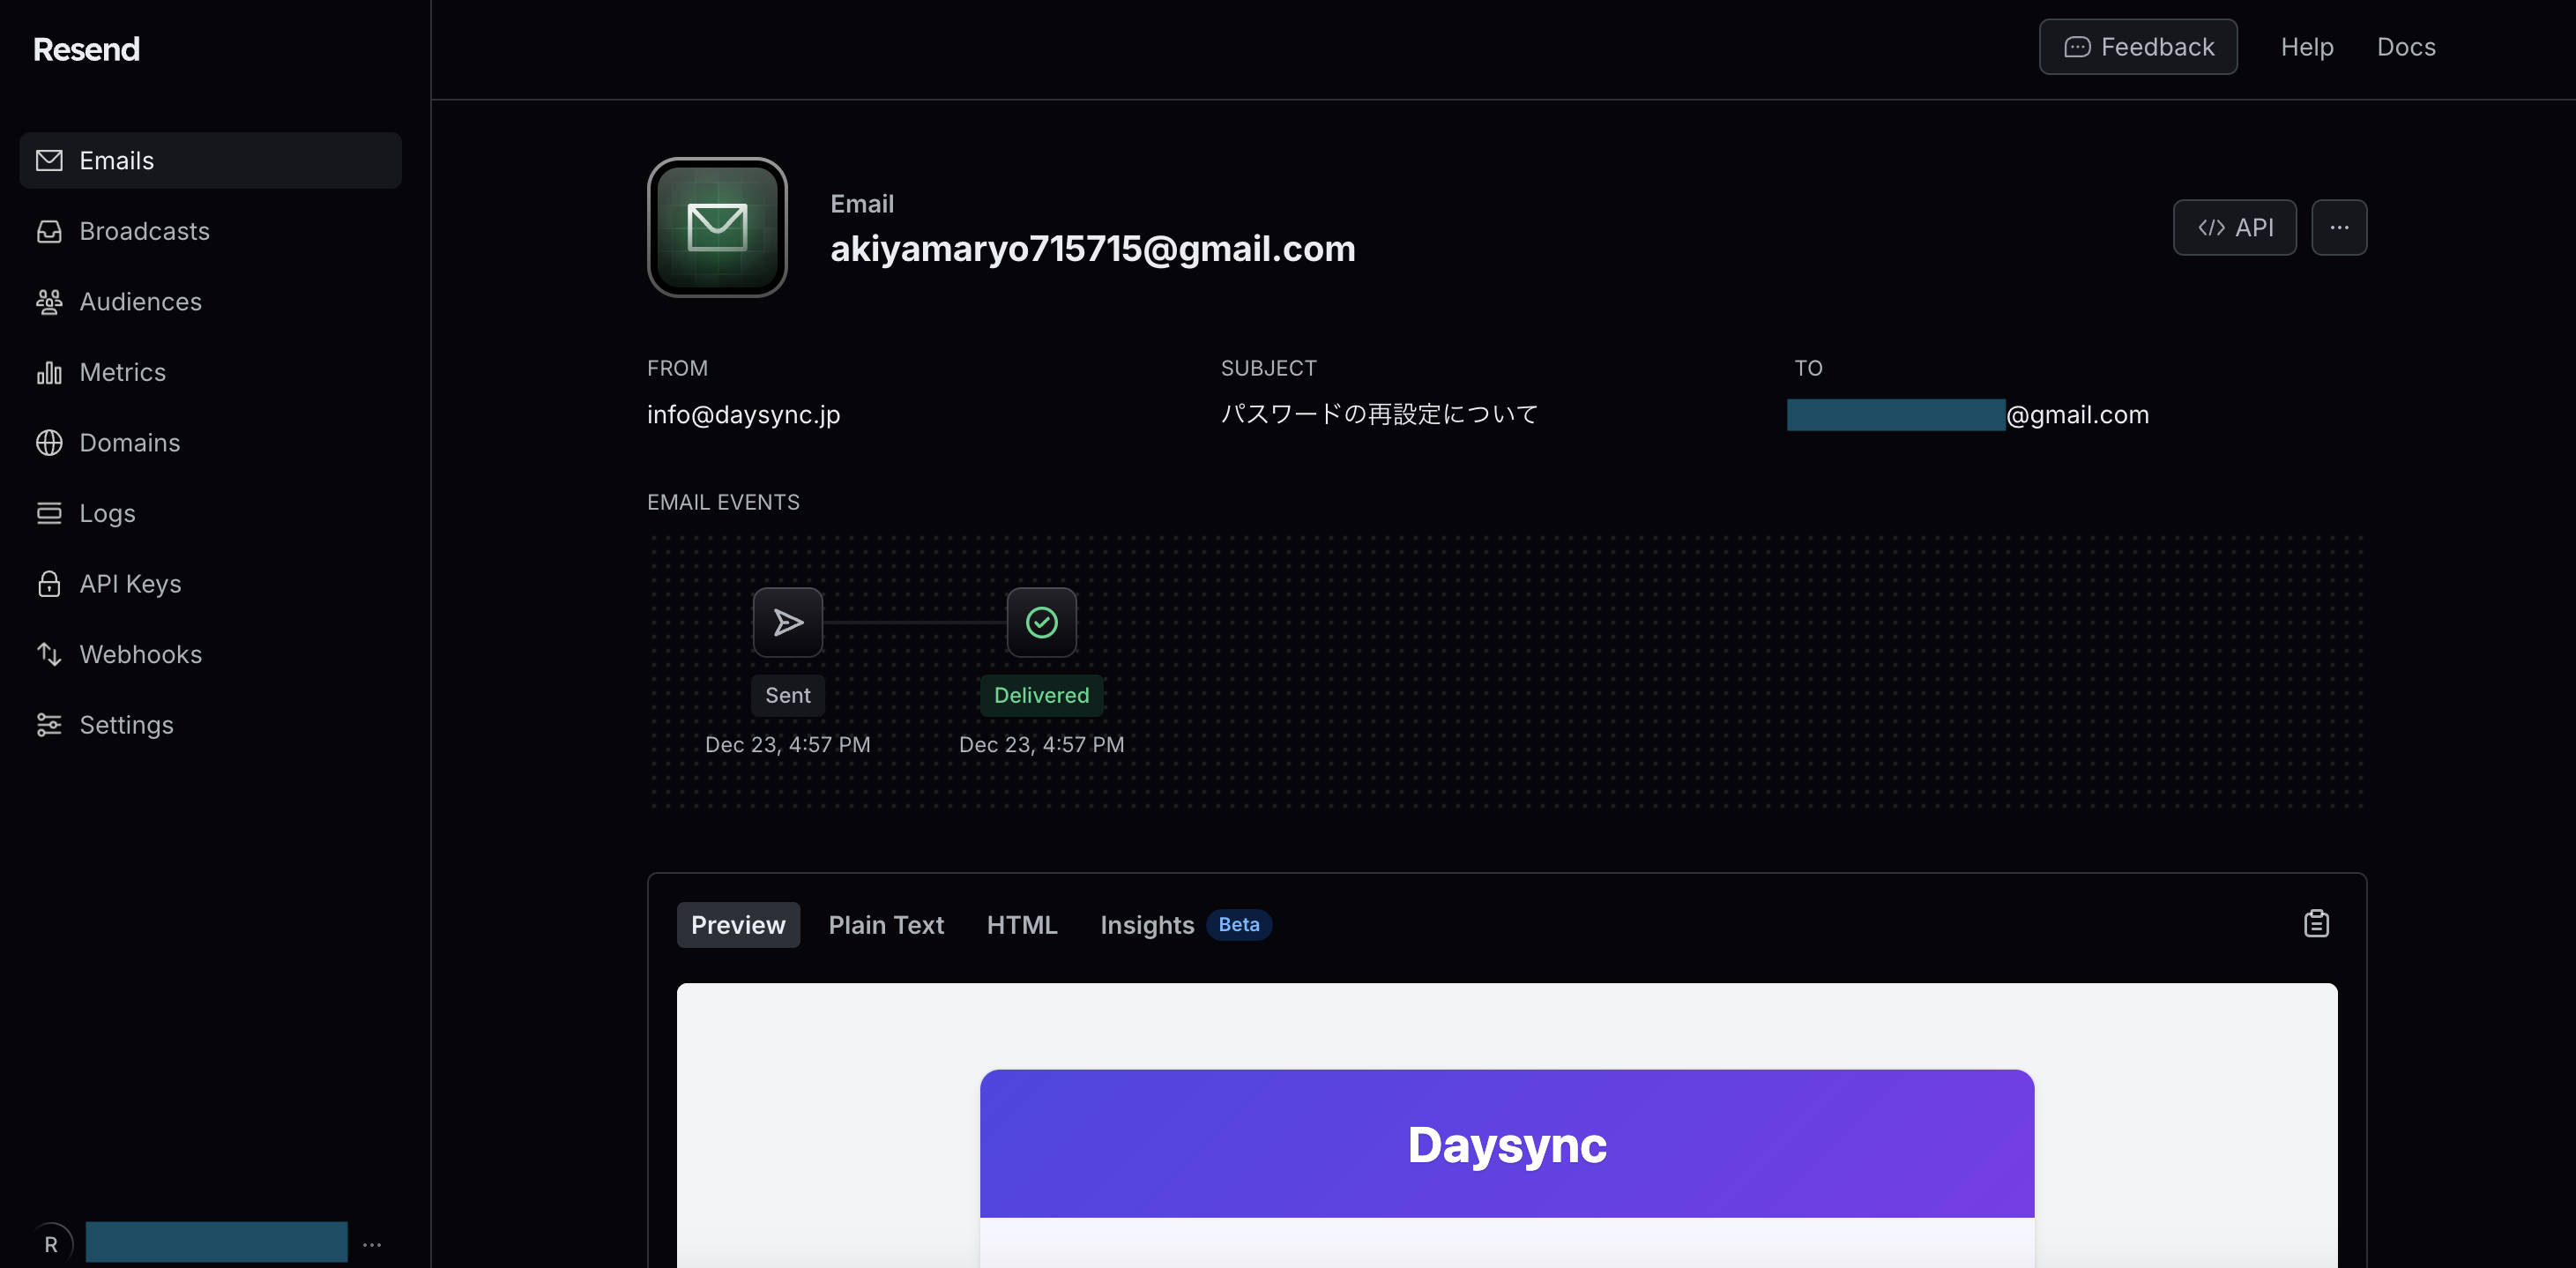 Resend
Feedback
Help
Docs
Emails
Broadcasts
Audiences
Metrics
Domains
Logs
API Keys
Webhooks
Settings
R
Email
akiyamaryo715715@gmail.com
API
FROM
info@daysync.jp
SUBJECT
パスワードの再設定について
TO
@gmail.com
EMAIL EVENTS
Sent
Dec 23, 4:57 PM
Delivered
Dec 23, 4:57 PM
Preview
Plain Text
HTML
Insights
Beta
Daysync